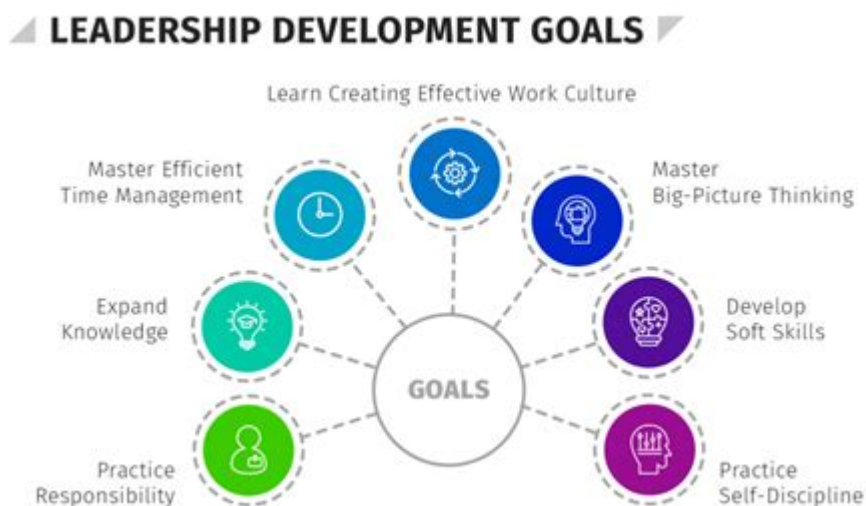 LEADERSHIP DEVELOPMENT GOALS
Learn Creating Effective Work Culture
Master Efficient
Time Management
Master
Big-Picture Thinking
Expand
Knowledge
Develop
Soft Skills
GOALS
Practice
Responsibility
Practice
Self-Discipline